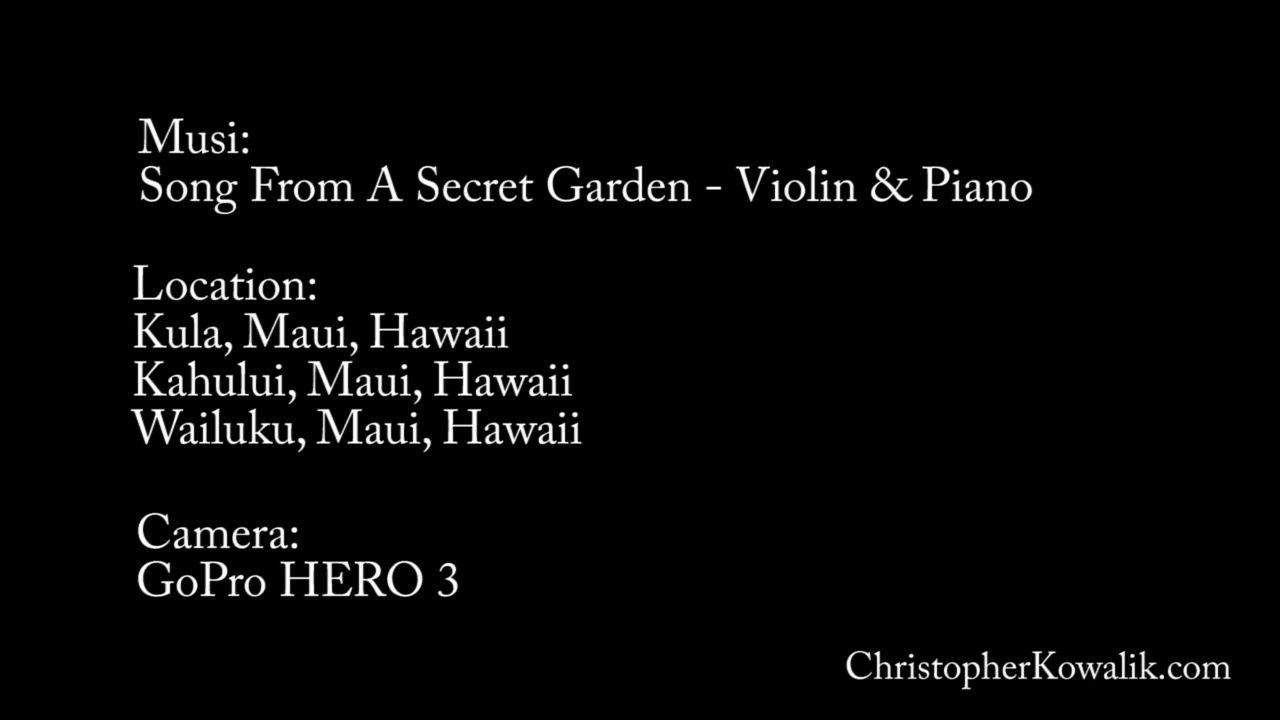 Musi:
Song From A Secret Garden - Violin & Piano
Location:
Kula, Maui, Hawaii
Kahului, Maui, Hawaii
Wailuku, Maui, Hawaii
Camera:
GoPro HERO 3
ChristopherKowalik.com